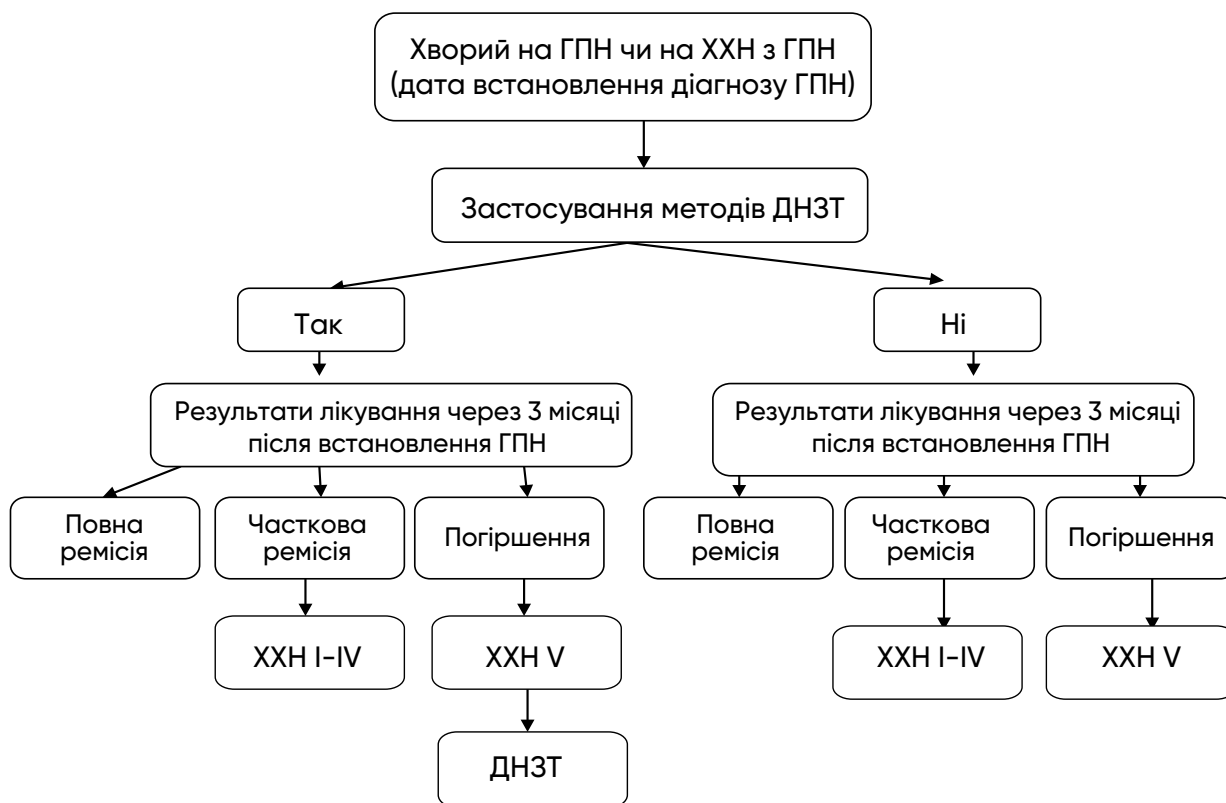 Хворий на ГПН чи на ХХН з ГПН
(дата встановлення діагнозу ГПН)
Застосування методів ДНЗТ
Так
Ні
Результати лікування через 3 місяці
після встановлення ГПН
Результати лікування через 3 місяці
після встановлення ГПН
Повна
ремісія
Часткова
ремісія
Погіршення
Повна
ремісія
Часткова
ремісія
Погіршення
ХХН I-IV
ХХН V
ХХН I-IV
ХХН V
ДНЗТ